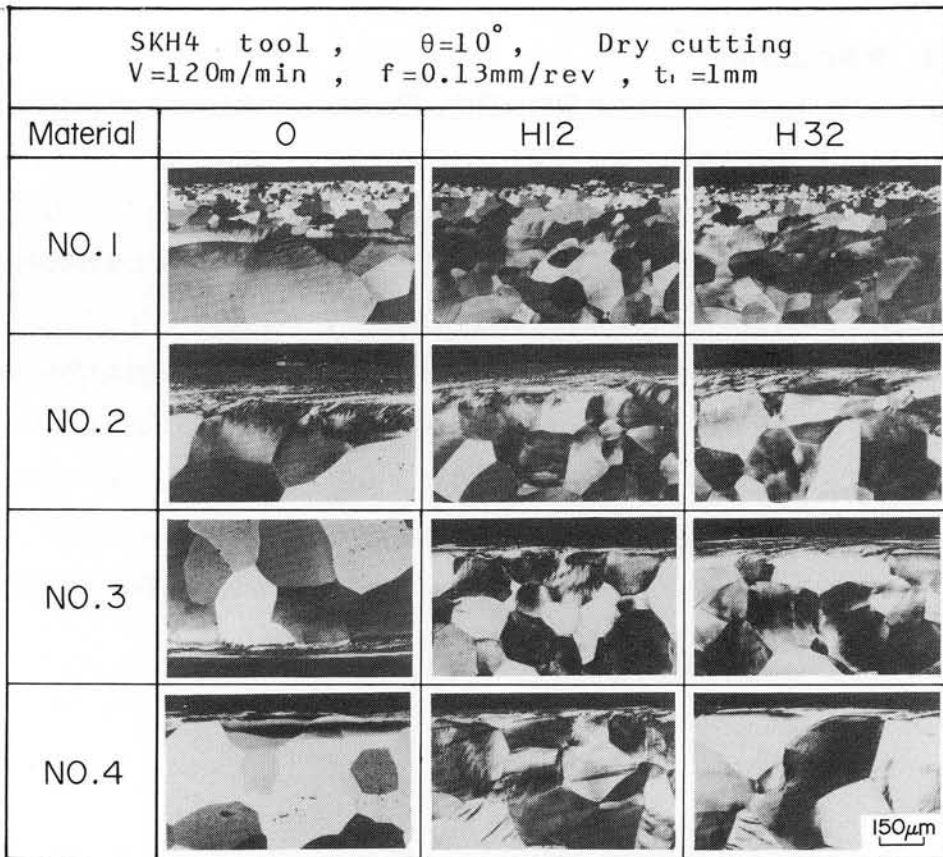 SKH4 tool , θ=10°, Dry cutting
V=120m/min , f=0.13mm/rev , t₁=1mm
Material O H12 H32
NO.1
NO.2
NO.3
NO.4
150μm